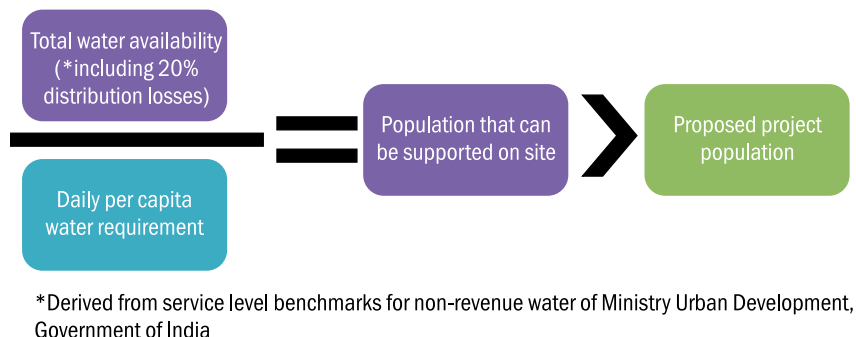 Total water availability
(*including 20%
distribution losses)
Daily per capita
water requirement
Population that can
be supported on site
Proposed project
population
*Derived from service level benchmarks for non-revenue water of Ministry Urban Development,
Government of India